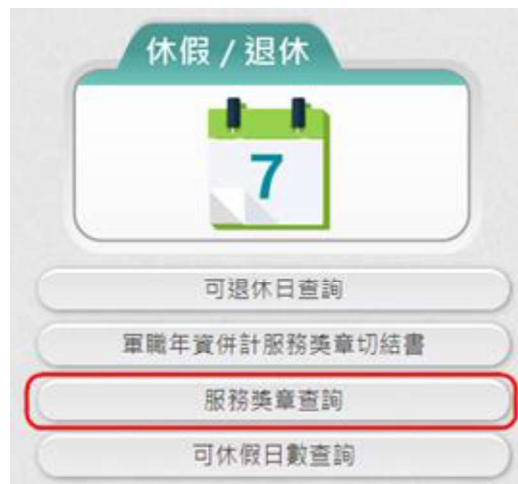 休假 / 退休
7
可退休日查詢
軍職年資併計服務獎章切結書
服務獎章查詢
可休假日數查詢